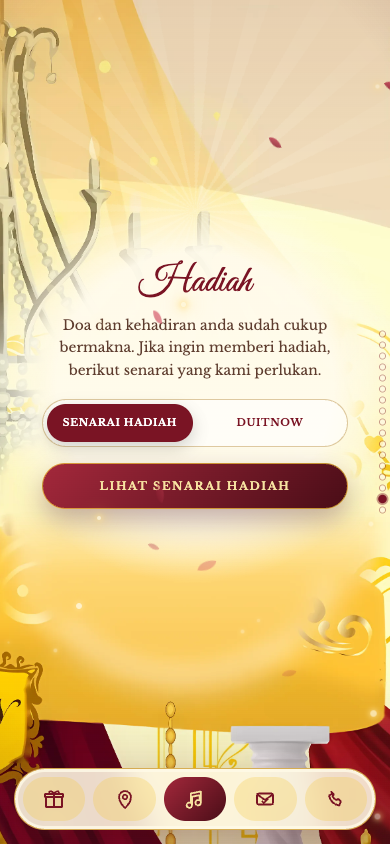 Hadiah
Doa dan kehadiran anda sudah cukup
bermakna. Jika ingin memberi hadiah,
berikut senarai yang kami perlukan.
SENARAI HADIAH
DUITNOW
LIHAT SENARAI HADIAH